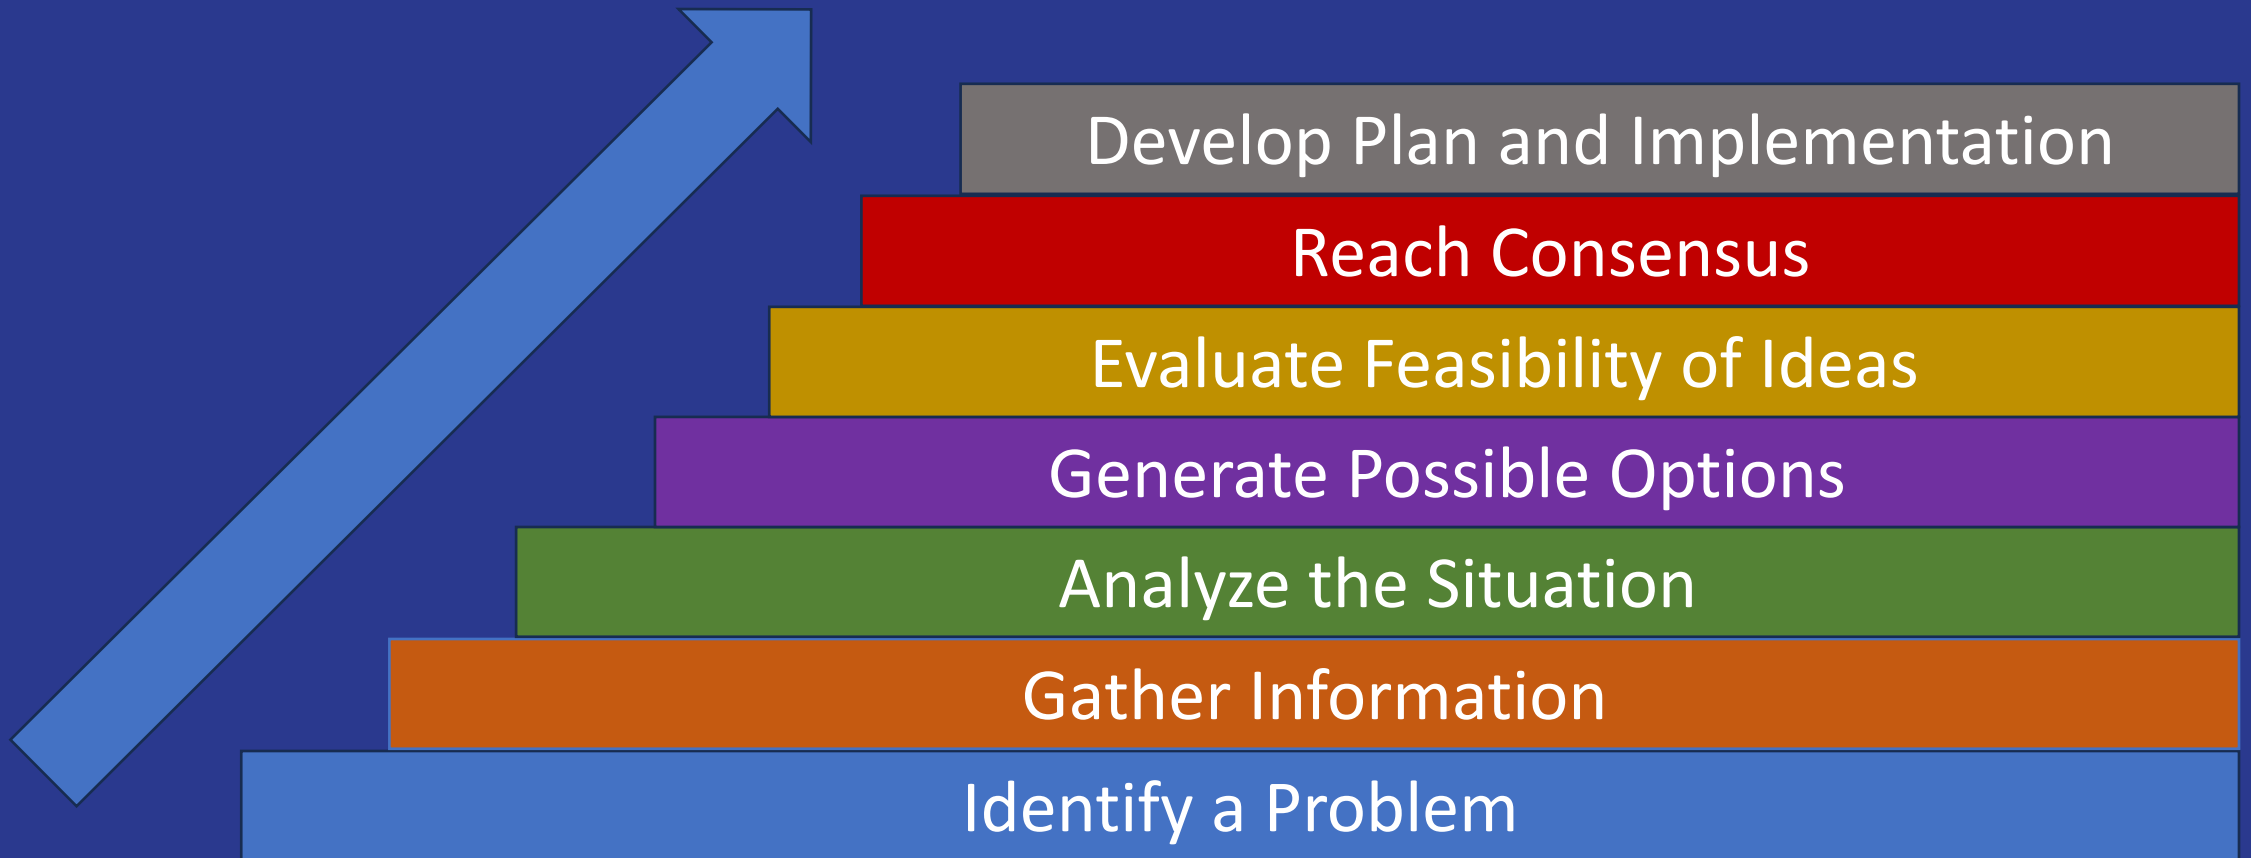 Develop Plan and Implementation
Reach Consensus
Evaluate Feasibility of Ideas
Generate Possible Options
Analyze the Situation
Gather Information
Identify a Problem